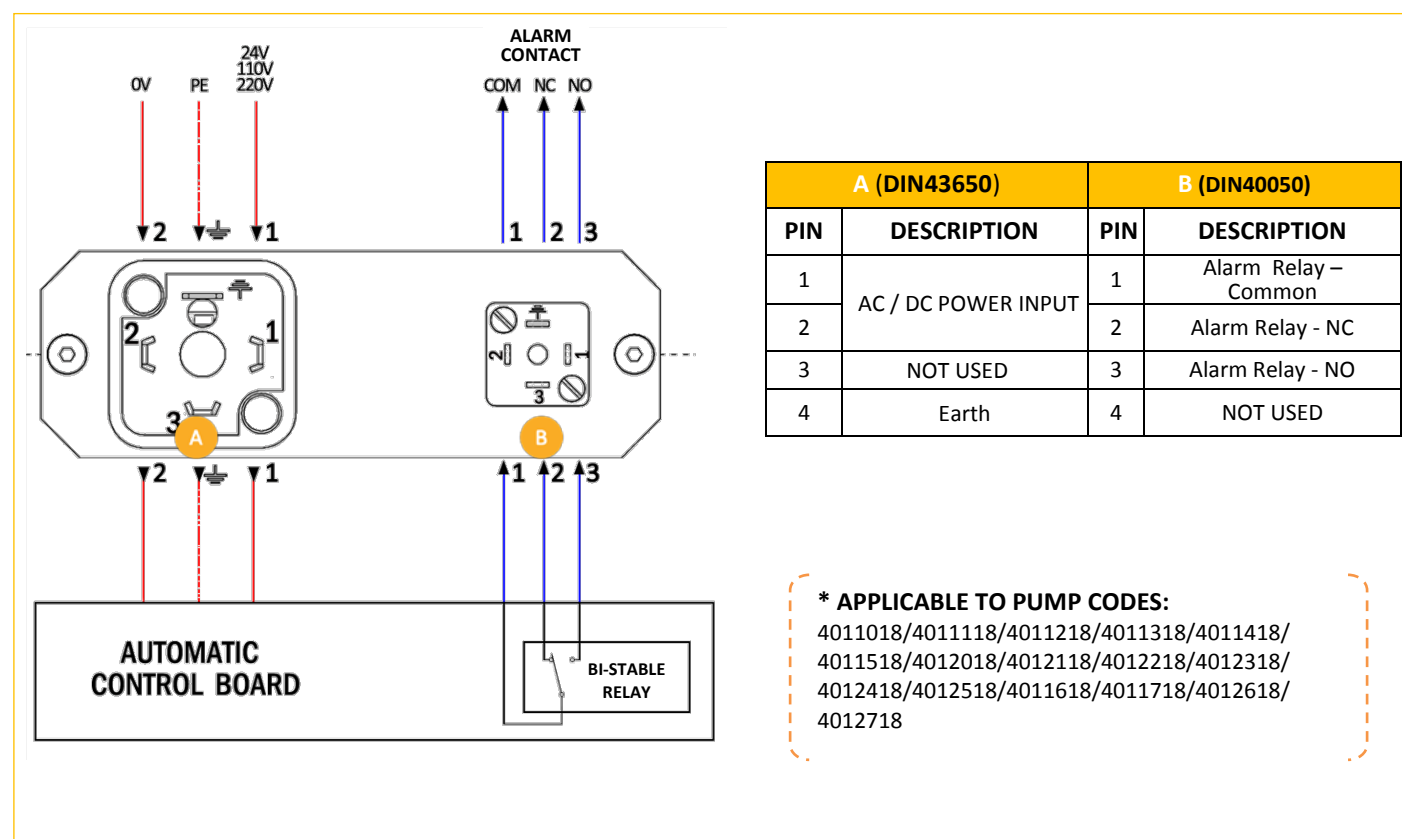 ALARM
CONTACT
24V
110V
220V
0V PE
COM NC NO
2 1
1 2 3
2 1
3
A
2 1
3
B
2 1
1 2 3
AUTOMATIC
CONTROL BOARD
BI-STABLE
RELAY
A (DIN43650) B (DIN40050)
PIN DESCRIPTION PIN DESCRIPTION
1 AC / DC POWER INPUT 1 Alarm Relay –
Common
2 2 Alarm Relay - NC
3 NOT USED 3 Alarm Relay - NO
4 Earth 4 NOT USED
* APPLICABLE TO PUMP CODES:
4011018/4011118/4011218/4011318/4011418/
4011518/4012018/4012118/4012218/4012318/
4012418/4012518/4011618/4011718/4012618/
4012718